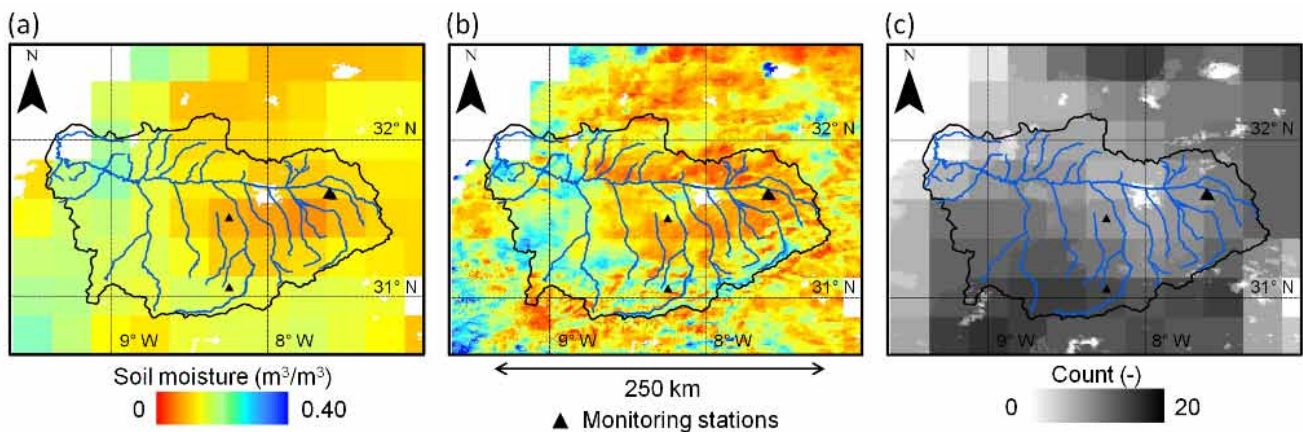 (a)
(b)
(c)
N
N
N
32° N
32° N
32° N
31° N
31° N
31° N
9° W
8° W
9° W
8° W
9° W
8° W
Soil moisture (m³/m³)
0
0.40
250 km
Monitoring stations
Count (-)
0
20